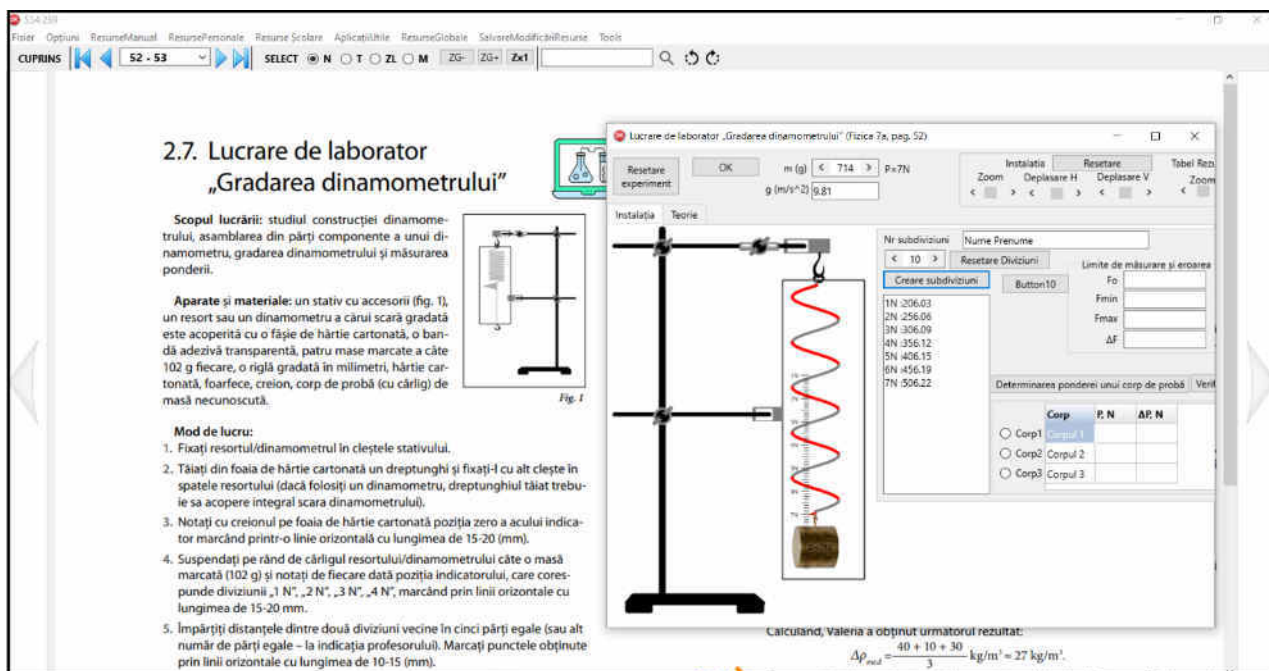 Fisier Opțiuni ResurseManual ResursePersonale Resurse Școlare AplicațiiUtile ResurseGlobale SalvareModificăriResurse Tools
CUPRINS 52 - 53 SELECT N T ZL M ZG- ZG+ Zx1
2.7. Lucrare de laborator
„Gradarea dinamometrului”
Scopul lucrării: studiul construcției dinamome-
trului, asamblarea din părți componente a unui di-
namometru, gradarea dinamometrului și măsurarea
ponderii.
Aparate și materiale: un stativ cu accesorii (fig. 1),
un resort sau un dinamometru a cărui scară gradată
este acoperită cu o fâșie de hârtie cartonată, o ban-
dă adezivă transparentă, patru mase marcate a câte
102 g fiecare, o riglă gradată în milimetri, hârtie car-
tonată, foarfece, creion, corp de probă (cu cârlig) de
masă necunoscută.
Fig. 1
Mod de lucru:
1. Fixați resortul/dinamometrul în cleștele stativului.
2. Tăiați din foaia de hârtie cartonată un dreptunghi și fixați-l cu alt clește în
spatele resortului (dacă folosiți un dinamometru, dreptunghiul tăiat trebu-
ie sa acopere integral scara dinamometrului).
3. Notați cu creionul pe foaia de hârtie cartonată poziția zero a acului indica-
tor marcând printr-o linie orizontală cu lungimea de 15-20 (mm).
4. Suspendați pe rând de cârligul resortului/dinamometrului câte o masă
marcată (102 g) și notați de fiecare dată poziția indicatorului, care cores-
punde diviziunii „1 N”, „2 N”, „3 N”, „4 N”, marcând prin linii orizontale cu
lungimea de 15-20 mm.
5. Împărțiți distanțele dintre două diviziuni vecine în cinci părți egale (sau alt
număr de părți egale – la indicația profesorului). Marcați punctele obținute
prin linii orizontale cu lungimea de 10-15 (mm).
Lucrare de laborator „Gradarea dinamometrului” (Fizica 7a, pag. 52)
Resetare
experiment
OK
m (g) < 714 > P=7N
g (m/s^2) 9.81
Instalatia Resetare Tabel Rezu
Zoom Deplasare H Deplasare V Zoom
Instalația Teorie
Nr subdiviziuni Nume Prenume
< 10 > Resetare Diviziuni
Creare subdiviziuni Button10
Limite de măsurare și eroarea
Fo
Fmin
Fmax
ΔF
1N :206.03
2N :256.06
3N :306.09
4N :356.12
5N :406.15
6N :456.19
7N :506.22
Determinarea ponderei unui corp de probă Verif
Corp P, N ΔP, N
Corp1 Corpul 1
Corp2 Corpul 2
Corp3 Corpul 3
Calculând, Valeria a obținut următorul rezultat:
Δρmed = (40 + 10 + 30)/3 kg/m³ ≈ 27 kg/m³.